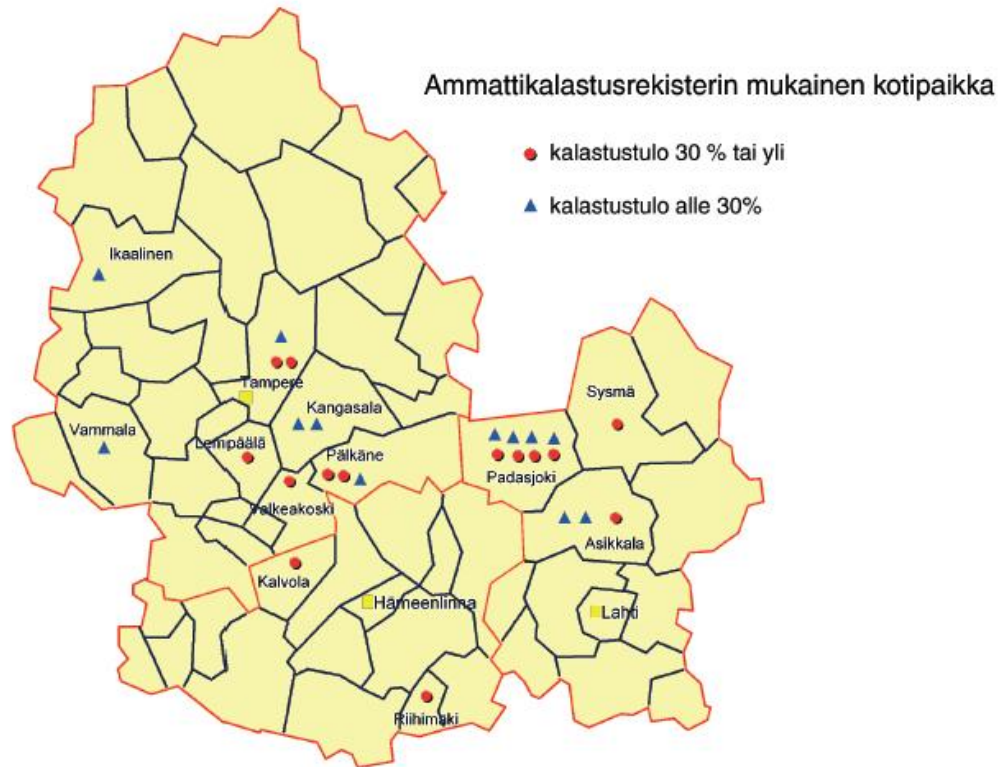 Ammattikalastusrekisterin mukainen kotipaikka
kalastustulo 30 % tai yli
kalastustulo alle 30%
Ikaalinen
Tampere
Sysmä
Kangasala
Vammala
Lempäälä
Pälkäne
Padasjoki
Valkeakoski
Asikkala
Kalvola
Hämeenlinna
Lahti
Riihimäki